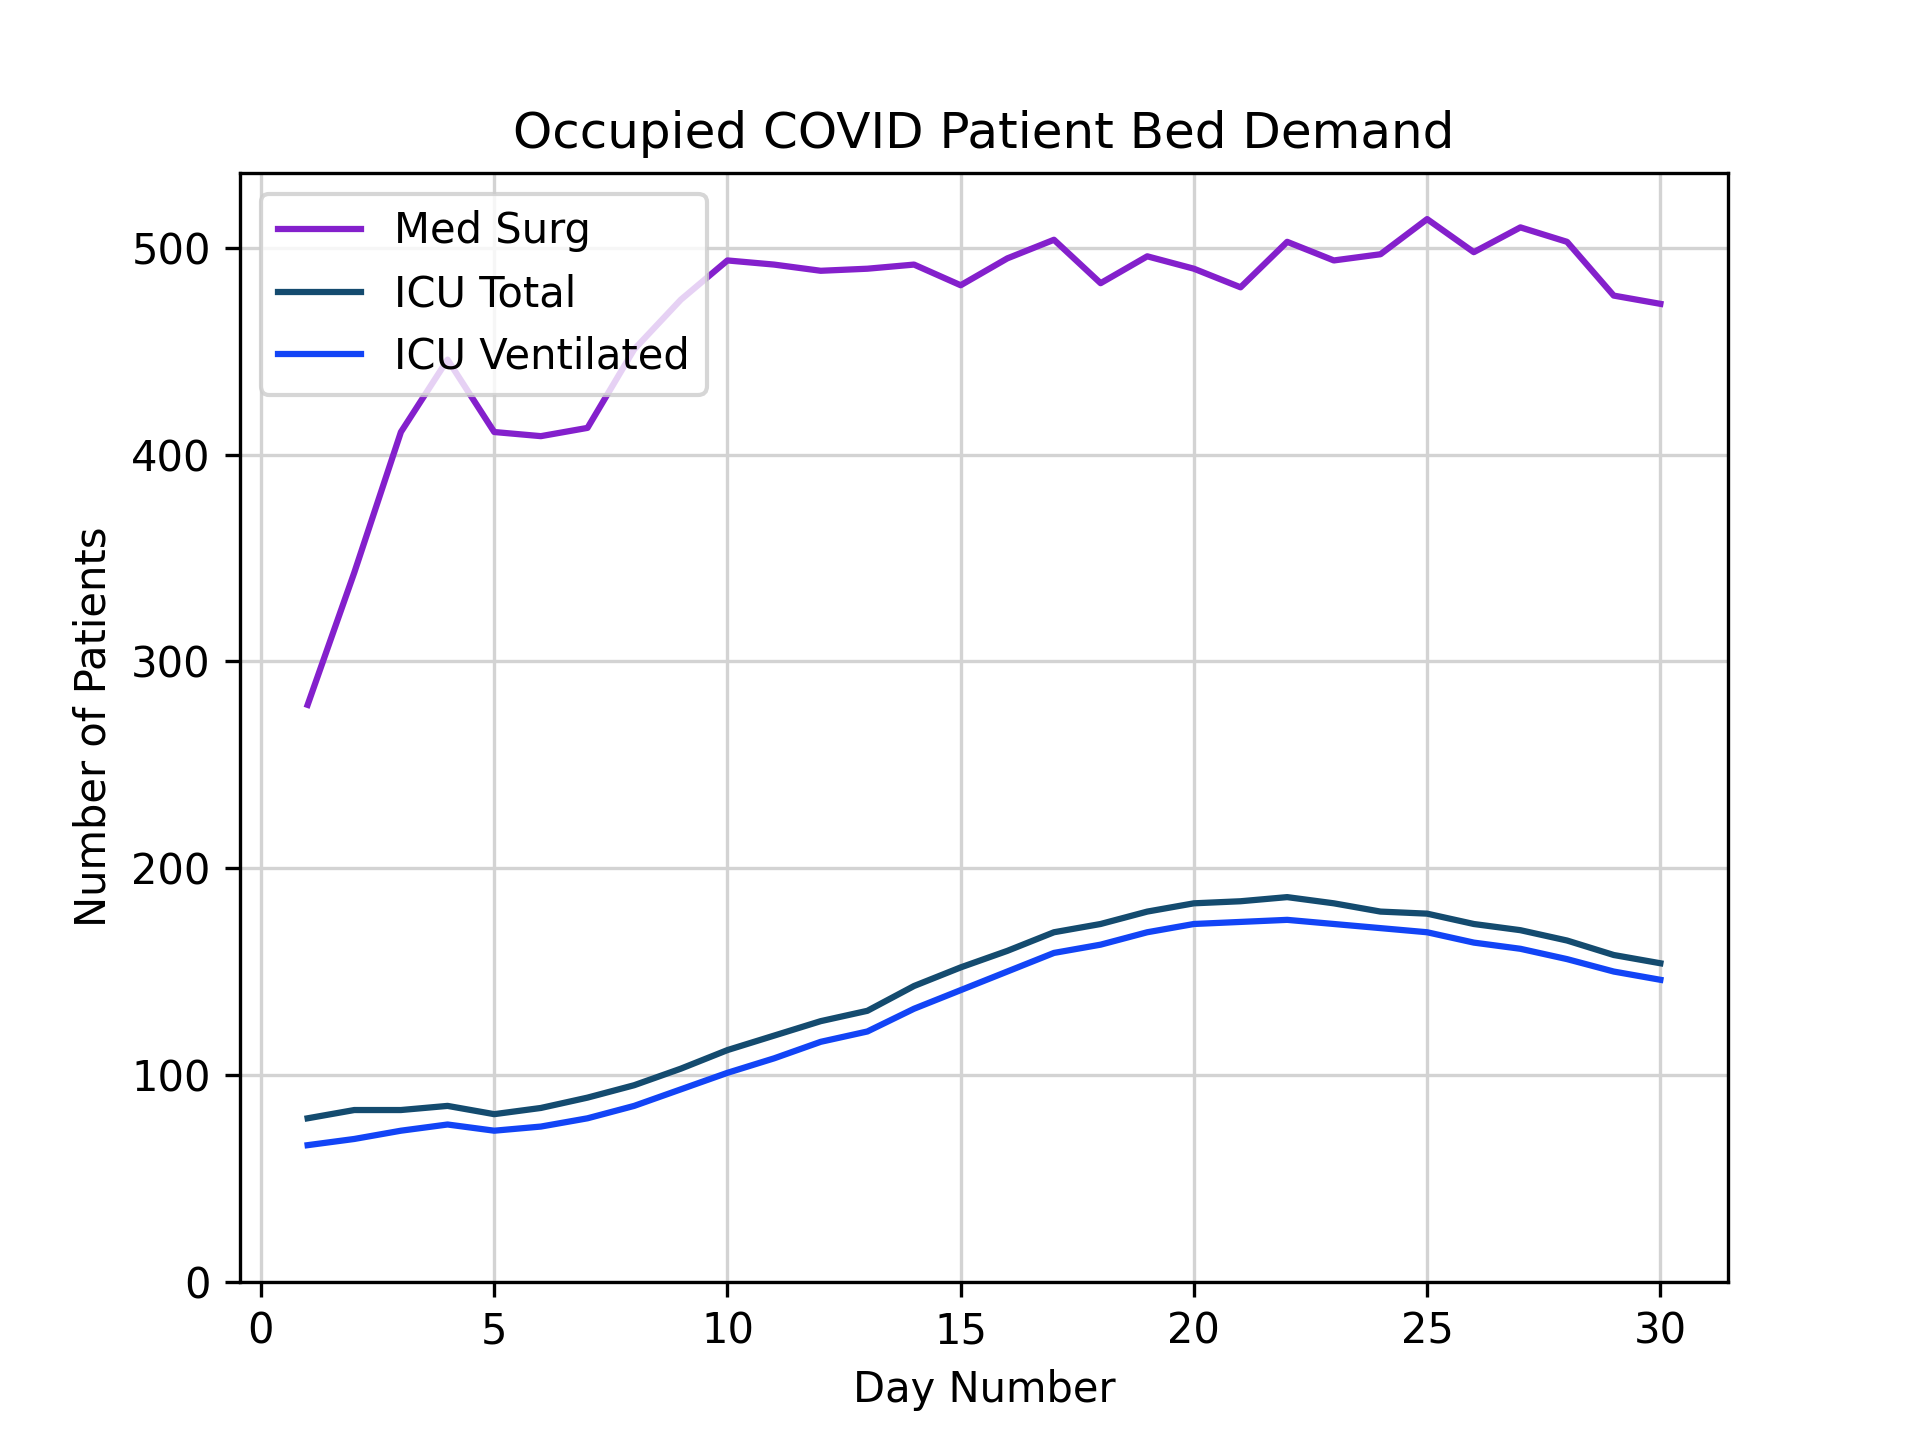 Occupied COVID Patient Bed Demand
Med Surg
ICU Total
ICU Ventilated
Number of Patients
500
400
300
200
100
0
0 5 10 15 20 25 30
Day Number